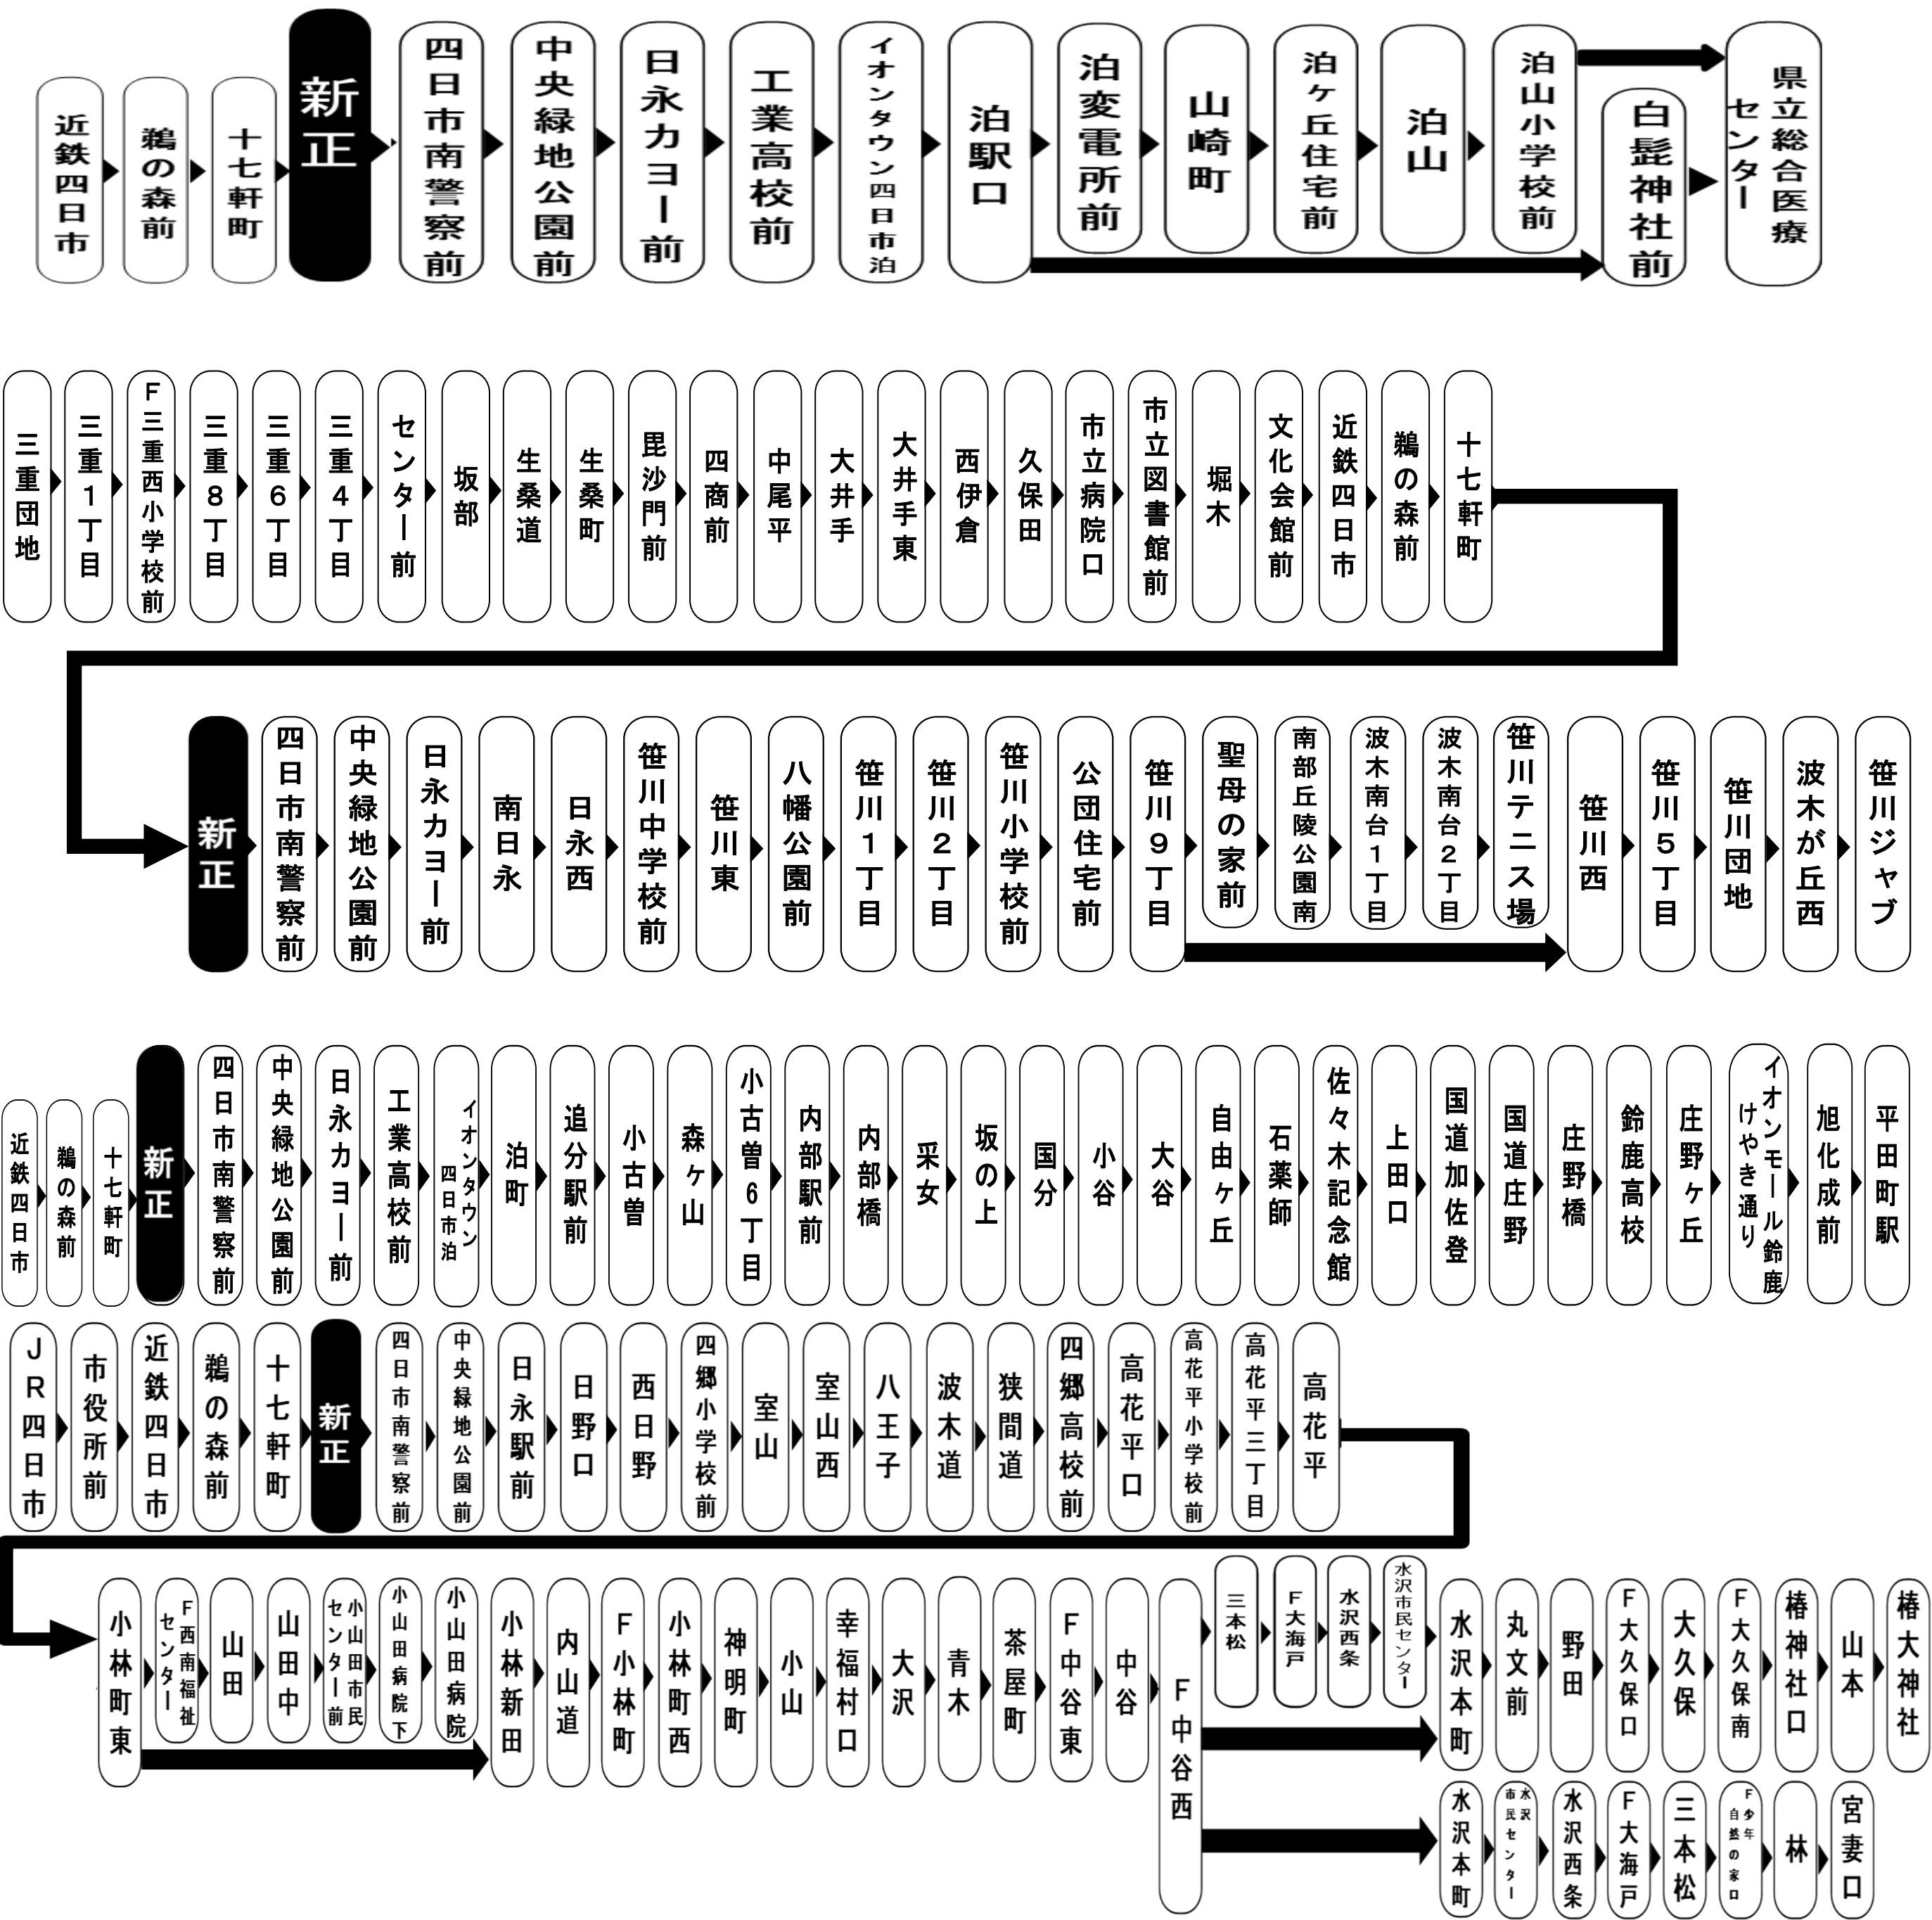 近鉄四日市
鵜の森前
十七軒町
新正
四日市南警察前
中央緑地公園前
日永カヨー前
工業高校前
イオンタウン四日市泊
泊駅口
泊変電所前
山崎町
泊ケ丘住宅前
泊山
泊山小学校前
白髭神社前
県立総合医療
センター
三重団地
三重１丁目
Ｆ三重西小学校前
三重８丁目
三重６丁目
三重４丁目
センター前
坂部
生桑道
生桑町
毘沙門前
四商前
中尾平
大井手
大井手東
西伊倉
久保田
市立病院口
市立図書館前
堀木
文化会館前
近鉄四日市
鵜の森前
十七軒町
新正
四日市南警察前
中央緑地公園前
日永カヨー前
南日永
日永西
笹川中学校前
笹川東
八幡公園前
笹川１丁目
笹川２丁目
笹川小学校前
公団住宅前
笹川９丁目
聖母の家前
南部丘陵公園南
波木南台１丁目
波木南台２丁目
笹川テニス場
笹川西
笹川５丁目
笹川団地
波木が丘西
笹川ジャブ
近鉄四日市
鵜の森前
十七軒町
新正
四日市南警察前
中央緑地公園前
日永カヨー前
工業高校前
イオンタウン
四日市泊
泊町
追分駅前
小古曽
森ヶ山
小古曽６丁目
内部駅前
内部橋
采女
坂の上
国分
小谷
大谷
自由ヶ丘
石薬師
佐々木記念館
上田口
国道加佐登
国道庄野
庄野橋
鈴鹿高校
庄野ヶ丘
イオンモール鈴鹿
けやき通り
旭化成前
平田町駅
ＪＲ四日市
市役所前
近鉄四日市
鵜の森前
十七軒町
新正
四日市南警察前
中央緑地公園前
日永駅前
日野口
西日野
四郷小学校前
室山
室山西
八王子
波木道
狭間道
四郷高校前
高花平口
高花平小学校前
高花平三丁目
高花平
小林町東
Ｆ西南福祉
センター
山田
山田中
小山田市民
センター前
小山田病院下
小山田病院
小林新田
内山道
Ｆ小林町
小林町西
神明町
小山
幸福村口
大沢
青木
茶屋町
Ｆ中谷東
中谷
Ｆ中谷西
三本松
Ｆ大海戸
水沢西条
水沢市民センター
水沢本町
丸文前
野田
Ｆ大久保口
大久保
Ｆ大久保南
椿神社口
山本
椿大神社
水沢本町
水沢
市民センター
水沢西条
Ｆ大海戸
三本松
Ｆ少年
自然の家口
林
宮妻口